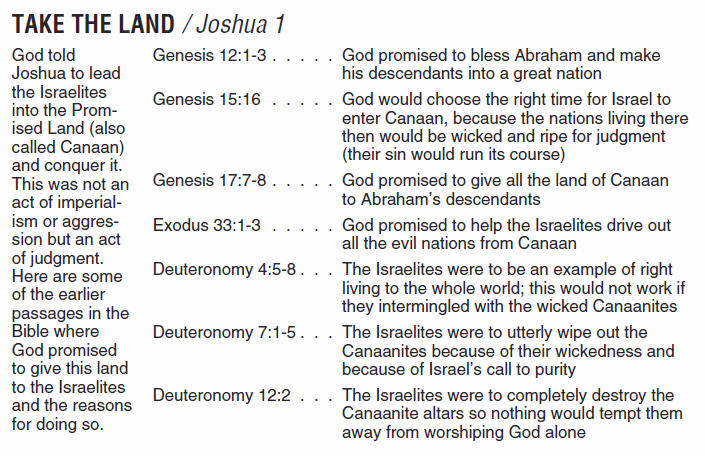 TAKE THE LAND / Joshua 1
God told
Joshua to lead
the Israelites
into the Prom-
ised Land (also
called Canaan)
and conquer it.
This was not an
act of imperial-
ism or aggres-
sion but an act
of judgment.
Here are some
of the earlier
passages in the
Bible where
God promised
to give this land
to the Israelites
and the reasons
for doing so.
Genesis 12:1-3 . . . . . God promised to bless Abraham and make
his descendants into a great nation
Genesis 15:16 . . . . . God would choose the right time for Israel to
enter Canaan, because the nations living there
then would be wicked and ripe for judgment
(their sin would run its course)
Genesis 17:7-8 . . . . . God promised to give all the land of Canaan
to Abraham's descendants
Exodus 33:1-3 . . . . . God promised to help the Israelites drive out
all the evil nations from Canaan
Deuteronomy 4:5-8 . . . The Israelites were to be an example of right
living to the whole world; this would not work if
they intermingled with the wicked Canaanites
Deuteronomy 7:1-5 . . . The Israelites were to utterly wipe out the
Canaanites because of their wickedness and
because of Israel's call to purity
Deuteronomy 12:2 . . . The Israelites were to completely destroy the
Canaanite altars so nothing would tempt them
away from worshiping God alone